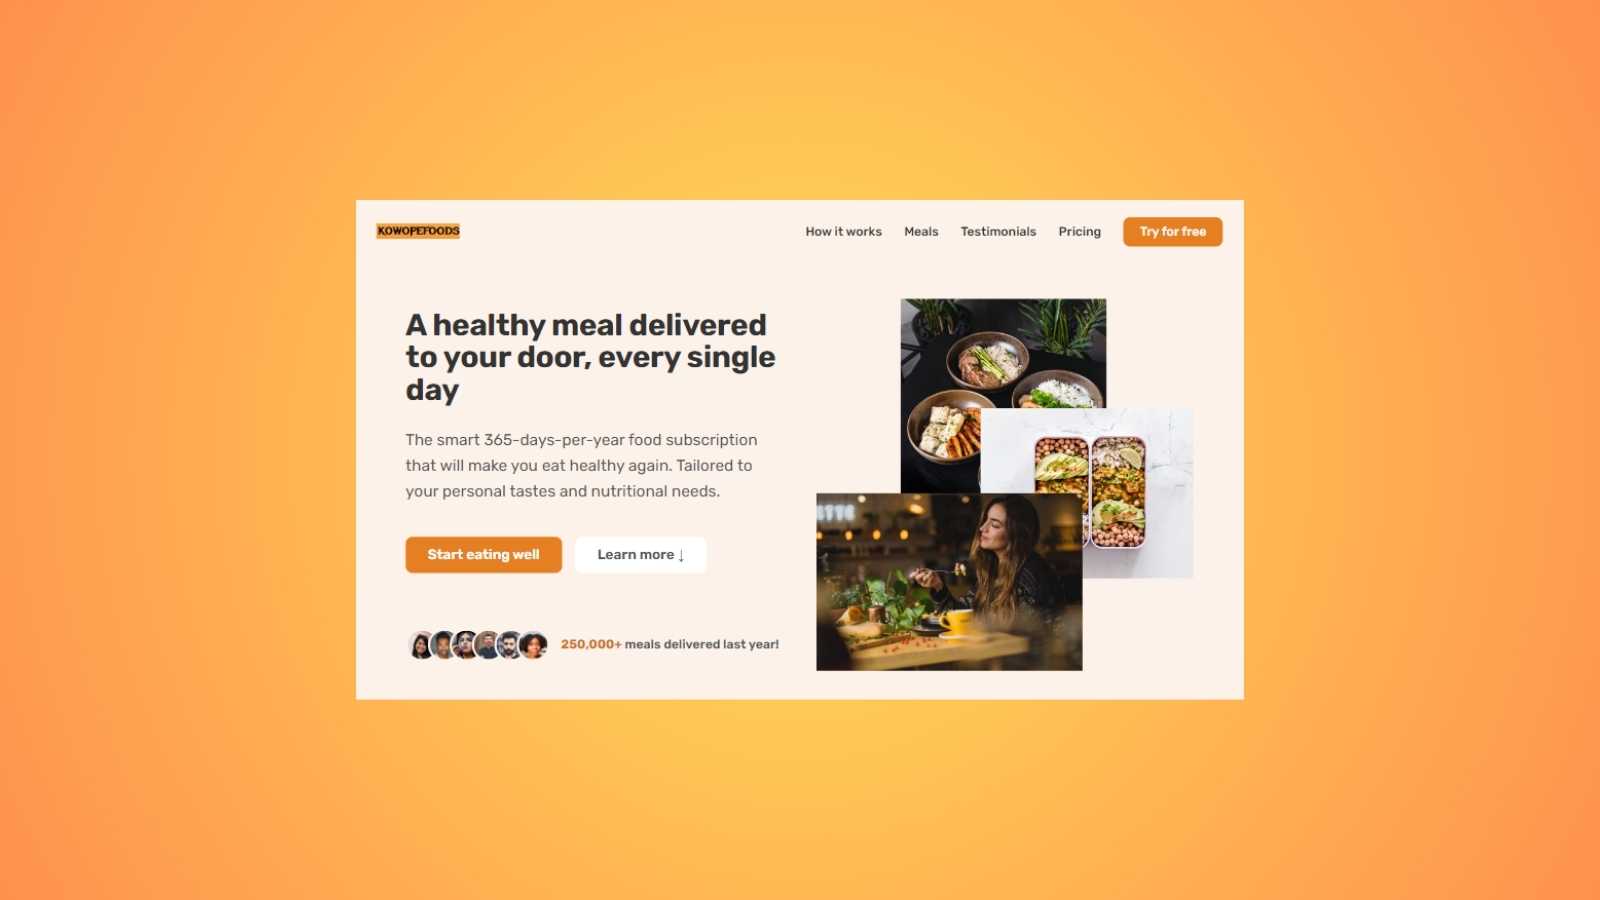 KOWOPEFOODS
How it works
Meals
Testimonials
Pricing
Try for free
A healthy meal delivered
to your door, every single
day
The smart 365-days-per-year food subscription
that will make you eat healthy again. Tailored to
your personal tastes and nutritional needs.
Start eating well
Learn more ↓
250,000+ meals delivered last year!